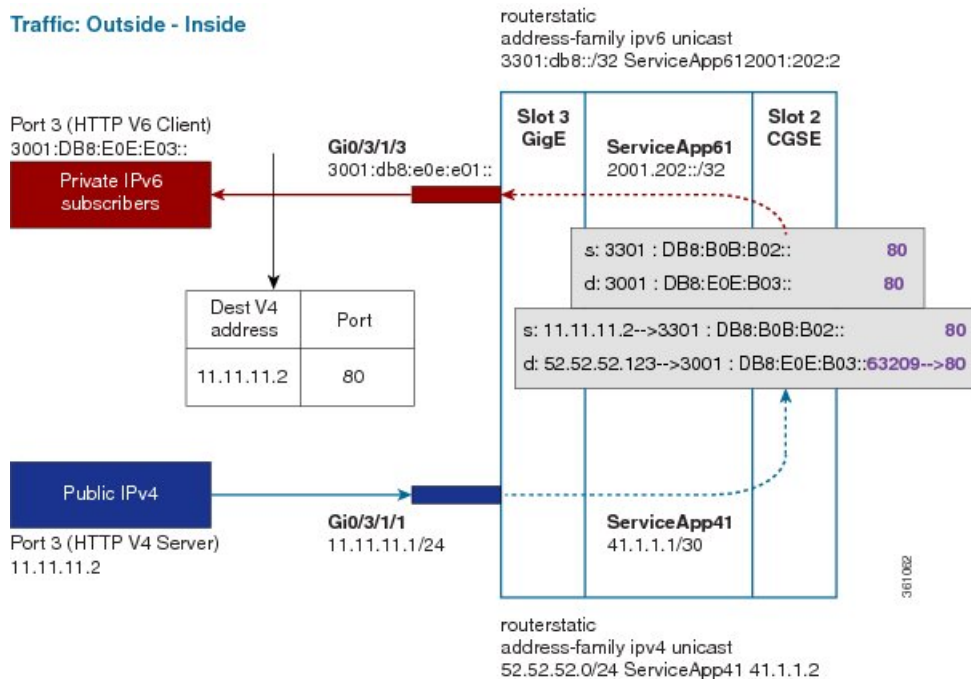 Traffic: Outside - Inside
routerstatic
address-family ipv6 unicast
3301:db8::/32 ServiceApp612001:202:2
Port 3 (HTTP V6 Client)
3001:DB8:E0E:E03::
Private IPv6
subscribers
Gi0/3/1/3
3001:db8:e0e:e01::
Slot 3
GigE
ServiceApp61
2001.202::/32
Slot 2
CGSE
s: 3301 : DB8:B0B:B02:: 80
d: 3001 : DB8:E0E:B03:: 80
s: 11.11.11.2-->3301 : DB8:B0B:B02:: 80
d: 52.52.52.123-->3001 : DB8:E0E:B03::63209-->80
Dest V4
address
Port
11.11.11.2
80
Public IPv4
Port 3 (HTTP V4 Server)
11.11.11.2
Gi0/3/1/1
11.11.11.1/24
ServiceApp41
41.1.1.1/30
361062
routerstatic
address-family ipv4 unicast
52.52.52.0/24 ServiceApp41 41.1.1.2